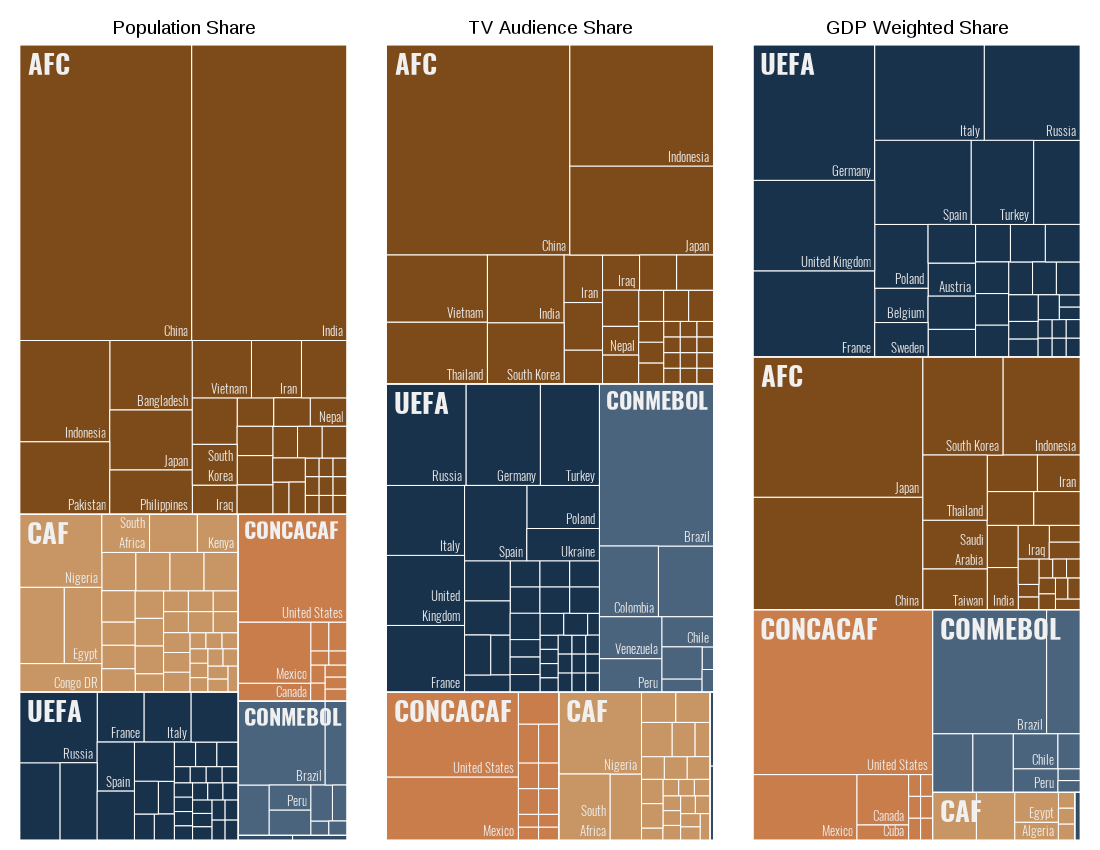 Population Share
TV Audience Share
GDP Weighted Share
AFC
China
India
Indonesia
Bangladesh
Vietnam
Iran
Nepal
Japan
South
Korea
Pakistan
Philippines
Iraq
CAF
South
Africa
Kenya
Nigeria
Egypt
Congo DR
CONCACAF
United States
Mexico
Canada
UEFA
France
Italy
Russia
Spain
CONMEBOL
Brazil
Peru
AFC
Indonesia
China
Japan
Vietnam
India
Iran
Iraq
Nepal
Thailand
South Korea
UEFA
Russia
Germany
Turkey
Italy
Spain
Poland
Ukraine
United
Kingdom
France
CONMEBOL
Brazil
Colombia
Venezuela
Chile
Peru
CONCACAF
United States
Mexico
CAF
Nigeria
South
Africa
UEFA
Italy
Russia
Germany
Spain
Turkey
United Kingdom
Poland
Austria
Belgium
France
Sweden
AFC
South Korea
Indonesia
Japan
Iran
Thailand
Saudi
Arabia
Iraq
China
Taiwan
India
CONCACAF
United States
Mexico
Canada
Cuba
CONMEBOL
Brazil
Chile
Peru
CAF
Egypt
Algeria